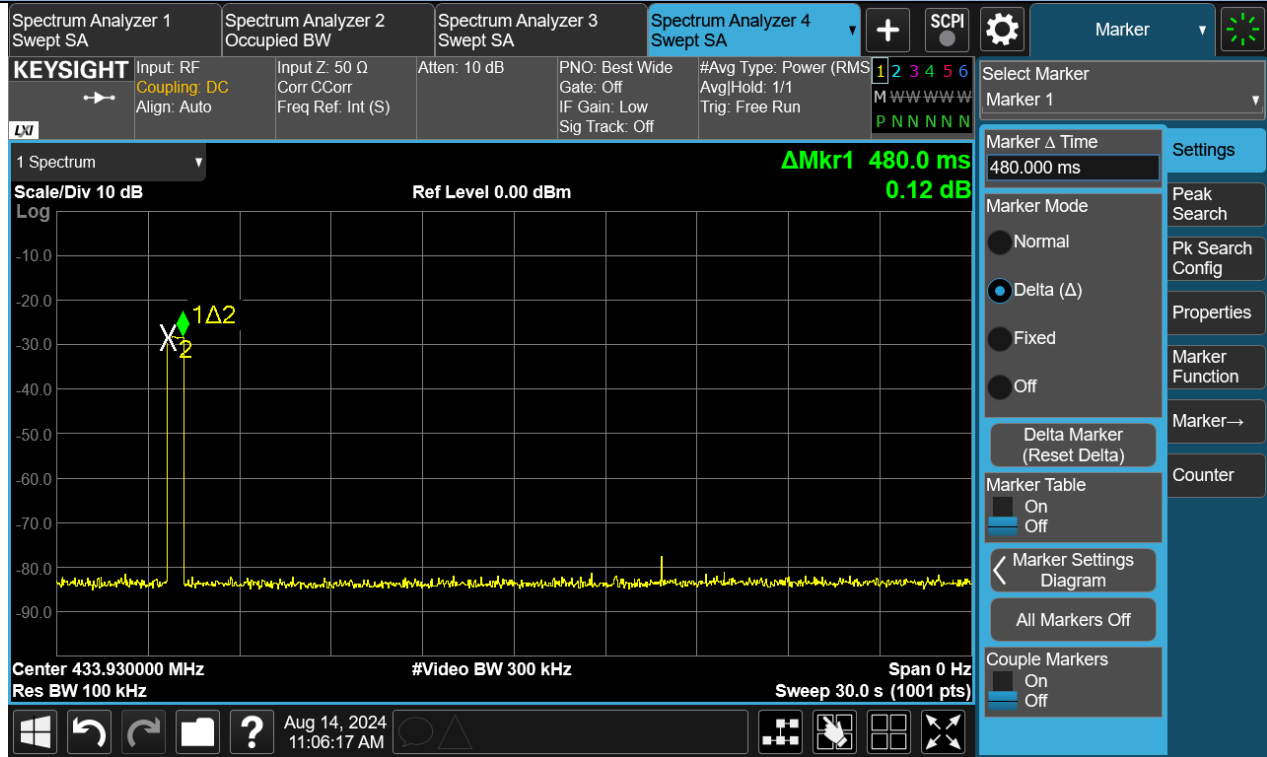 Spectrum Analyzer 1
Swept SA
Spectrum Analyzer 2
Occupied BW
Spectrum Analyzer 3
Swept SA
Spectrum Analyzer 4
Swept SA
+
SCPI
Marker
KEYSIGHT
LXI
Input: RF
Coupling: DC
Align: Auto
Input Z: 50 Ω
Corr CCorr
Freq Ref: Int (S)
Atten: 10 dB
PNO: Best Wide
Gate: Off
IF Gain: Low
Sig Track: Off
#Avg Type: Power (RMS
Avg|Hold: 1/1
Trig: Free Run
1 2 3 4 5 6
M W W W W W
P N N N N N
Select Marker
Marker 1
1 Spectrum
ΔMkr1 480.0 ms
0.12 dB
Scale/Div 10 dB
Ref Level 0.00 dBm
Log
-10.0
-20.0
-30.0
-40.0
-50.0
-60.0
-70.0
-80.0
-90.0
1Δ2
X
2
Center 433.930000 MHz
#Video BW 300 kHz
Span 0 Hz
Res BW 100 kHz
Sweep 30.0 s (1001 pts)
Marker Δ Time
480.000 ms
Marker Mode
Normal
Delta (Δ)
Fixed
Off
Delta Marker
(Reset Delta)
Marker Table
On
Off
Marker Settings
Diagram
All Markers Off
Couple Markers
On
Off
Settings
Peak
Search
Pk Search
Config
Properties
Marker
Function
Marker→
Counter
?
Aug 14, 2024
11:06:17 AM